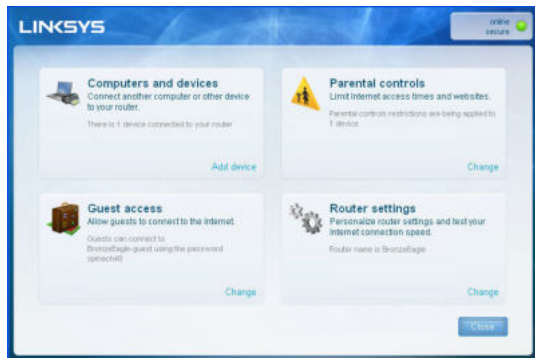 LINKSYS
online
secure
Computers and devices
Connect another computer or other device
to your router.
There is 1 device connected to your router
Add device
Parental controls
Limit Internet access times and websites.
Parental controls restrictions are being applied to
1 device
Change
Guest access
Allow guests to connect to the Internet.
Guests can connect to
BronzeEagle-guest using the password
spinach48
Change
Router settings
Personalize router settings and test your
Internet connection speed.
Router name is BronzeEagle
Change
Close